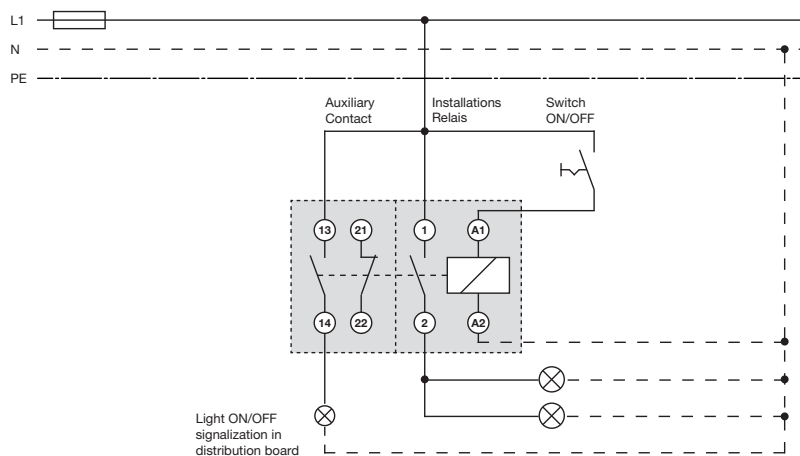 L1
N
PE
Auxiliary
Contact
Installations
Relais
Switch
ON/OFF
13
21
1
A1
14
22
2
A2
Light ON/OFF
signalization in
distribution board